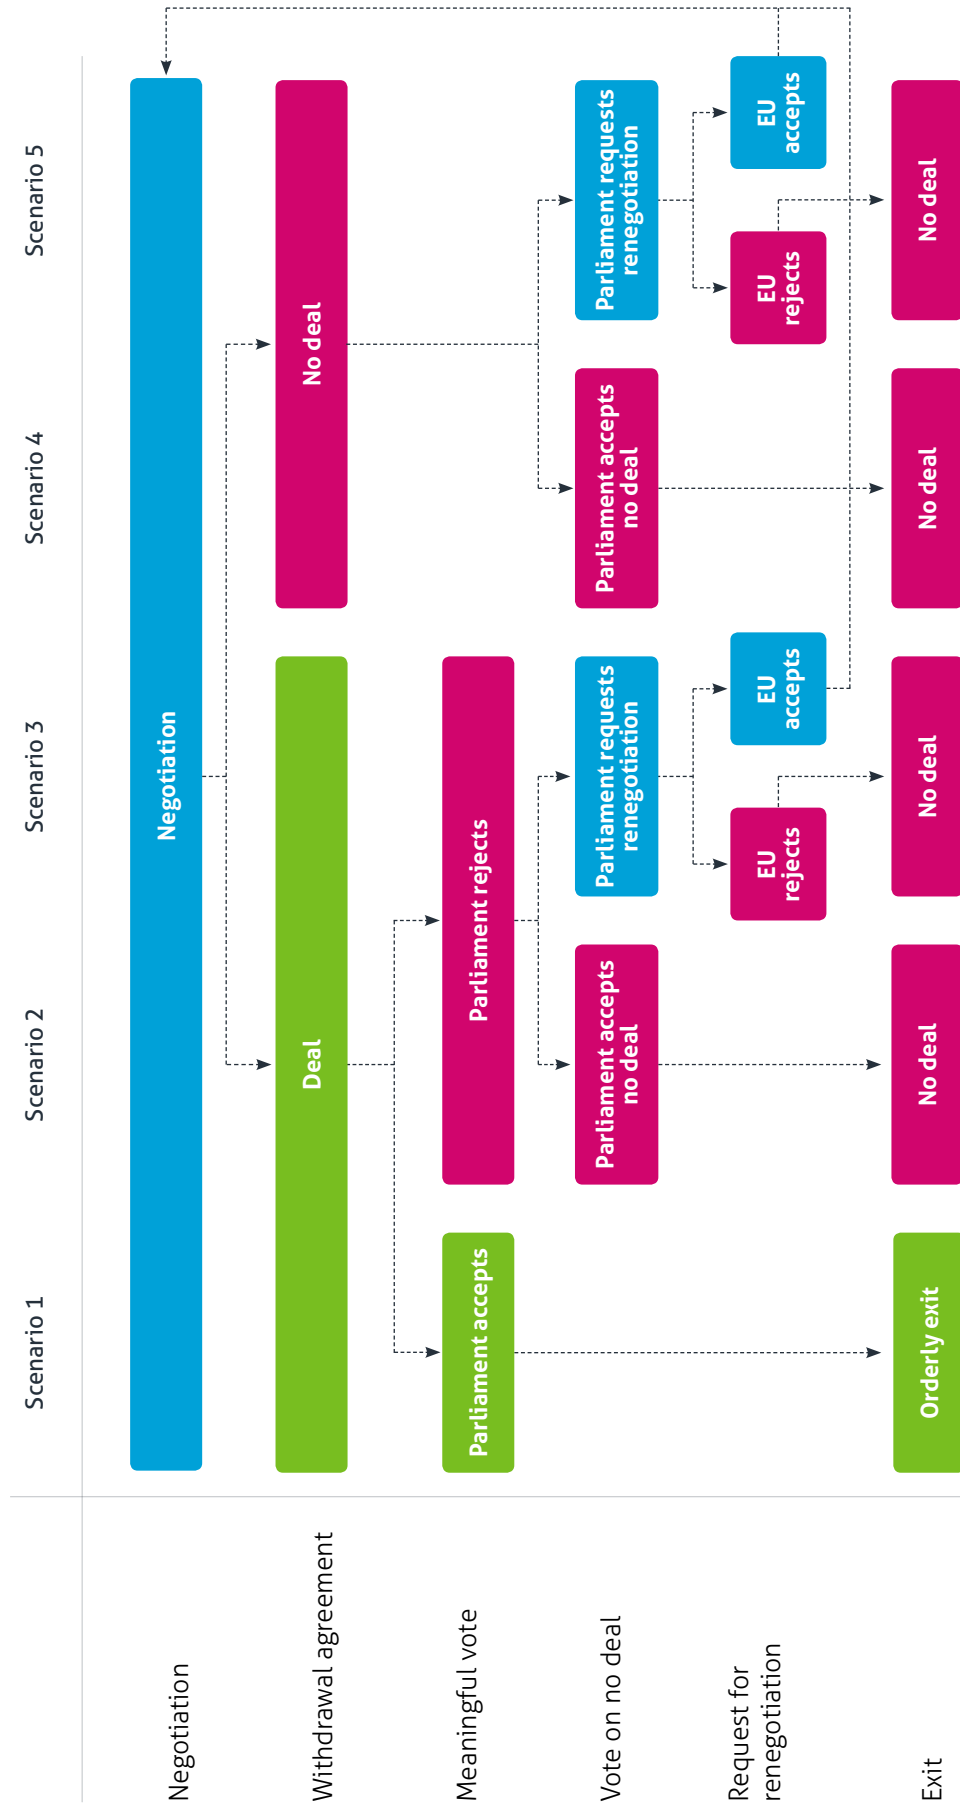 Scenario 1
Scenario 2
Scenario 3
Scenario 4
Scenario 5
Negotiation
Negotiation
Withdrawal agreement
Deal
No deal
Meaningful vote
Parliament accepts
Parliament rejects
Vote on no deal
Parliament accepts
no deal
Parliament requests
renegotiation
Parliament accepts
no deal
Parliament requests
renegotiation
Request for
renegotiation
EU
rejects
EU
accepts
EU
rejects
EU
accepts
Exit
Orderly exit
No deal
No deal
No deal
No deal